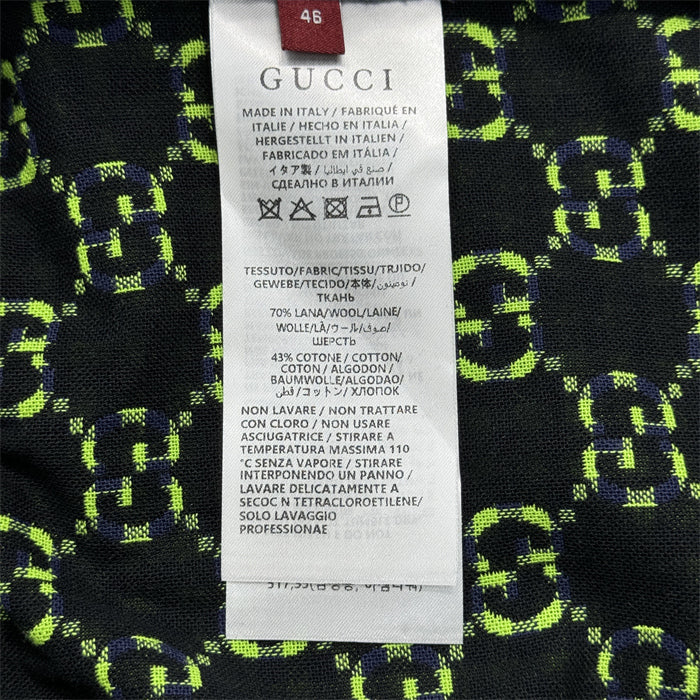 46
GUCCI
MADE IN ITALY / FABRIQUÉ EN
ITALIE / HECHO EN ITALIA /
HERGESTELLT IN ITALIEN /
FABRICADO EM ITÁLIA /
イタア製 / صنع في ايطاليا /
СДЕЛАНО В ИТАЛИИ
P
TESSUTO/FABRIC/TISSU/TRJIDO/
GEWEBE/TECIDO/本体/
ТКАНЬ
70% LANA/WOOL/LAINE/
WOLLE/LÃ/ウール/صوف/
ШЕРСТЬ
43% COTONE / COTTON/
COTON / ALGODON /
BAUMWOLLE/ALGODAO/
قطن / コットン / ХЛОПОК
NON LAVARE / NON TRATTARE
CON CLORO / NON USARE
ASCIUGATRICE / STIRARE A
TEMPERATURA MASSIMA 110
°C SENZA VAPORE / STIRARE
INTERPONENDO UN PANNO /
LAVARE DELICATAMENTE A
SECOC N TETRACLOROETILENE/
SOLO LAVAGGIO
PROFESSIONAE